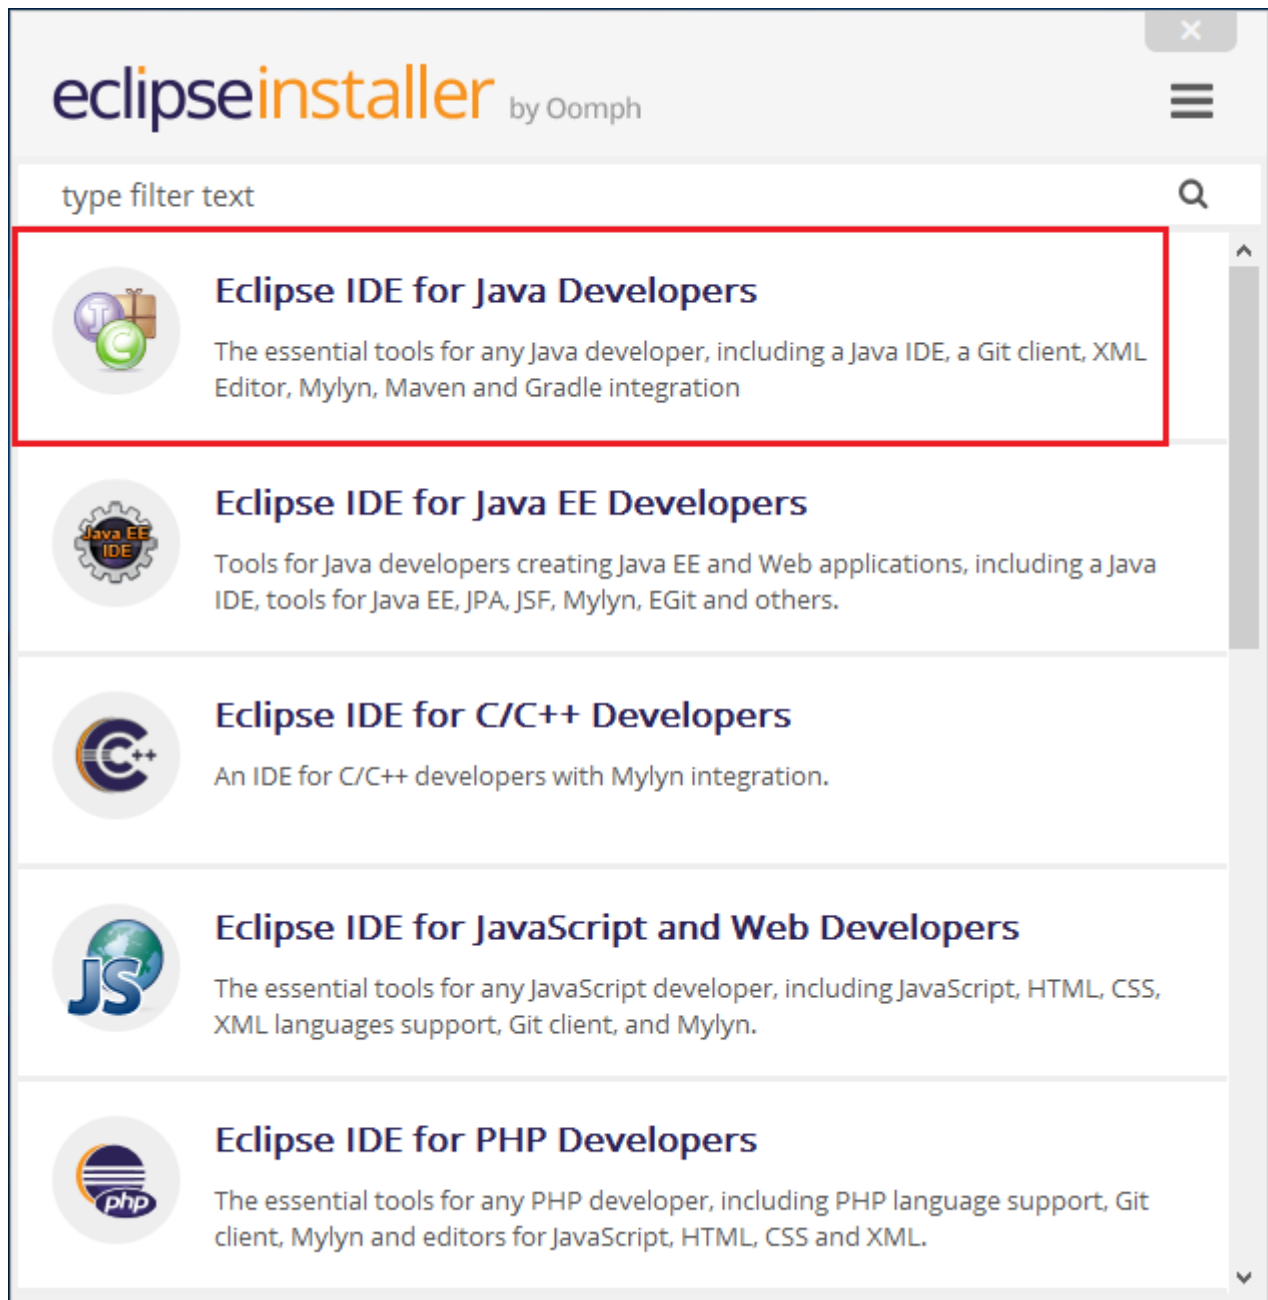 eclipseinstaller by Oomph
type filter text
Eclipse IDE for Java Developers
The essential tools for any Java developer, including a Java IDE, a Git client, XML
Editor, Mylyn, Maven and Gradle integration
Eclipse IDE for Java EE Developers
Java EE
IDE
Tools for Java developers creating Java EE and Web applications, including a Java
IDE, tools for Java EE, JPA, JSF, Mylyn, EGit and others.
Eclipse IDE for C/C++ Developers
C++
An IDE for C/C++ developers with Mylyn integration.
Eclipse IDE for JavaScript and Web Developers
JS
The essential tools for any JavaScript developer, including JavaScript, HTML, CSS,
XML languages support, Git client, and Mylyn.
Eclipse IDE for PHP Developers
php
The essential tools for any PHP developer, including PHP language support, Git
client, Mylyn and editors for JavaScript, HTML, CSS and XML.